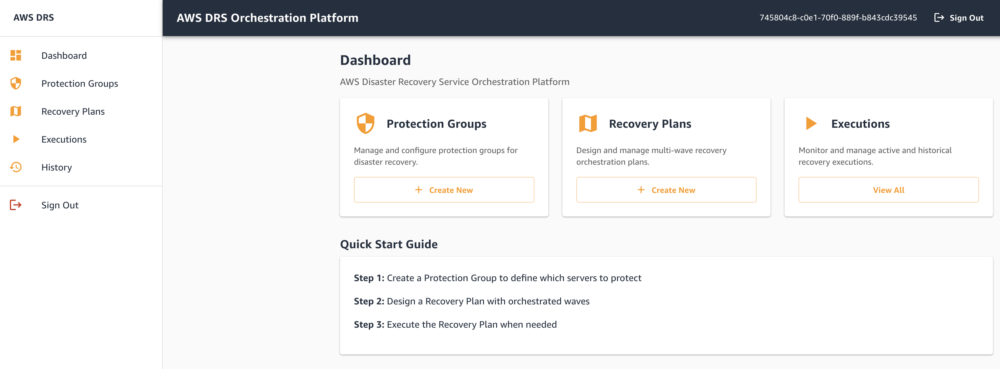 AWS DRS
AWS DRS Orchestration Platform
745804c8-c0e1-70f0-889f-b843cdc39545
Sign Out
Dashboard
Protection Groups
Recovery Plans
Executions
History
Sign Out
Dashboard
AWS Disaster Recovery Service Orchestration Platform
Protection Groups
Manage and configure protection groups for
disaster recovery.
Create New
Recovery Plans
Design and manage multi-wave recovery
orchestration plans.
Create New
Executions
Monitor and manage active and historical
recovery executions.
View All
Quick Start Guide
Step 1: Create a Protection Group to define which servers to protect
Step 2: Design a Recovery Plan with orchestrated waves
Step 3: Execute the Recovery Plan when needed